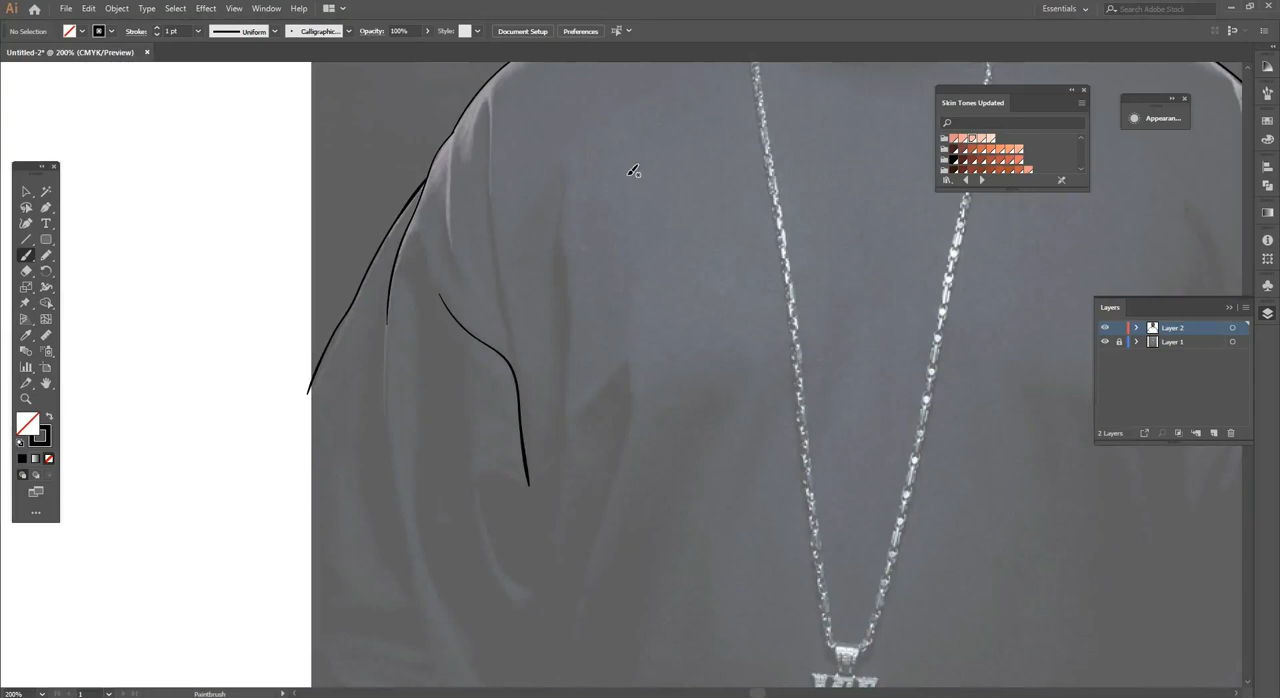 Ai File Edit Object Type Select Effect View Window Help Essentials Search Adobe Stock
No Selection Stroke: 1 pt Uniform Calligraphic... Opacity: 100% Style: Document Setup Preferences
Untitled-2* @ 200% (CMYK/Preview)
Skin Tones Updated
Appearan...
Layers
Layer 2
Layer 1
2 Layers
200% 1 Paintbrush